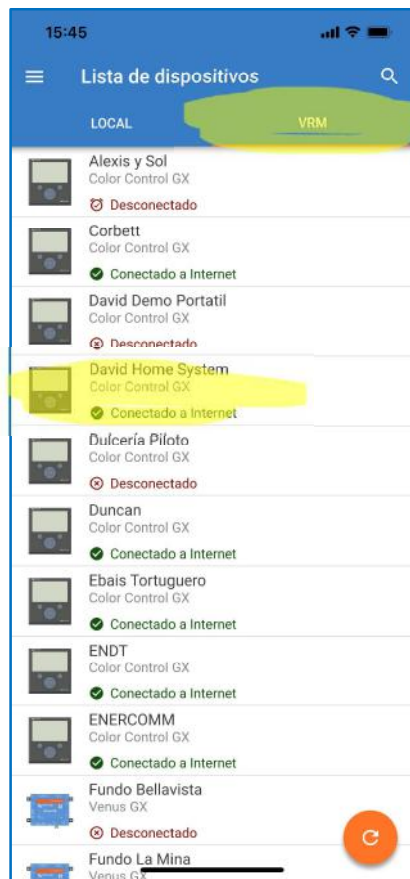 15:45
Lista de dispositivos
LOCAL
VRM
Alexis y Sol
Color Control GX
Desconectado
Corbett
Color Control GX
Conectado a Internet
David Demo Portatil
Color Control GX
Desconectado
David Home System
Color Control GX
Conectado a Internet
Dulcería Piloto
Color Control GX
Desconectado
Duncan
Color Control GX
Conectado a Internet
Ebais Tortuguero
Color Control GX
Conectado a Internet
ENDT
Color Control GX
Conectado a Internet
ENERCOMM
Color Control GX
Conectado a Internet
Fundo Bellavista
Venus GX
Desconectado
Fundo La Mina
Venus GX